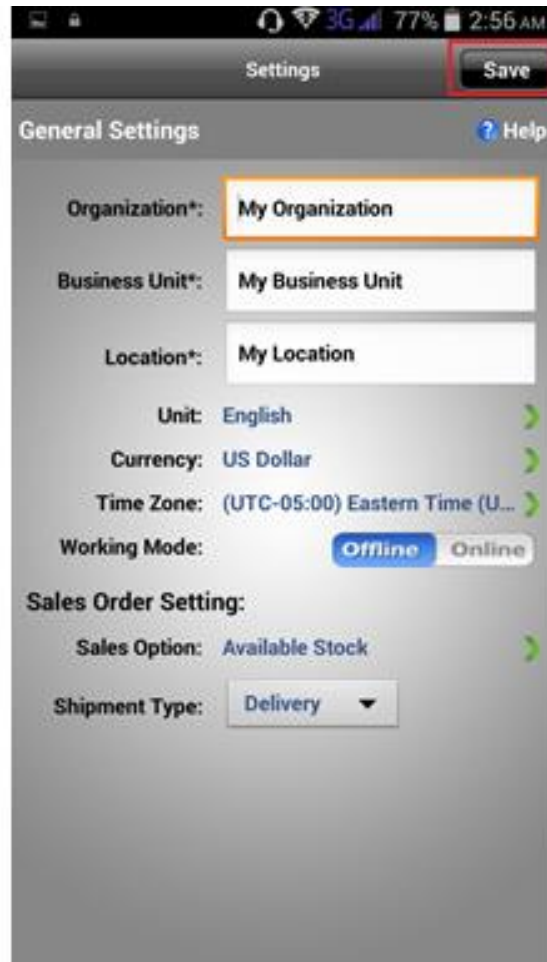 3G 77% 2:56 AM
Settings Save
General Settings ? Help
Organization*: My Organization
Business Unit*: My Business Unit
Location*: My Location
Unit: English
Currency: US Dollar
Time Zone: (UTC-05:00) Eastern Time (U...
Working Mode: Offline Online
Sales Order Setting:
Sales Option: Available Stock
Shipment Type: Delivery